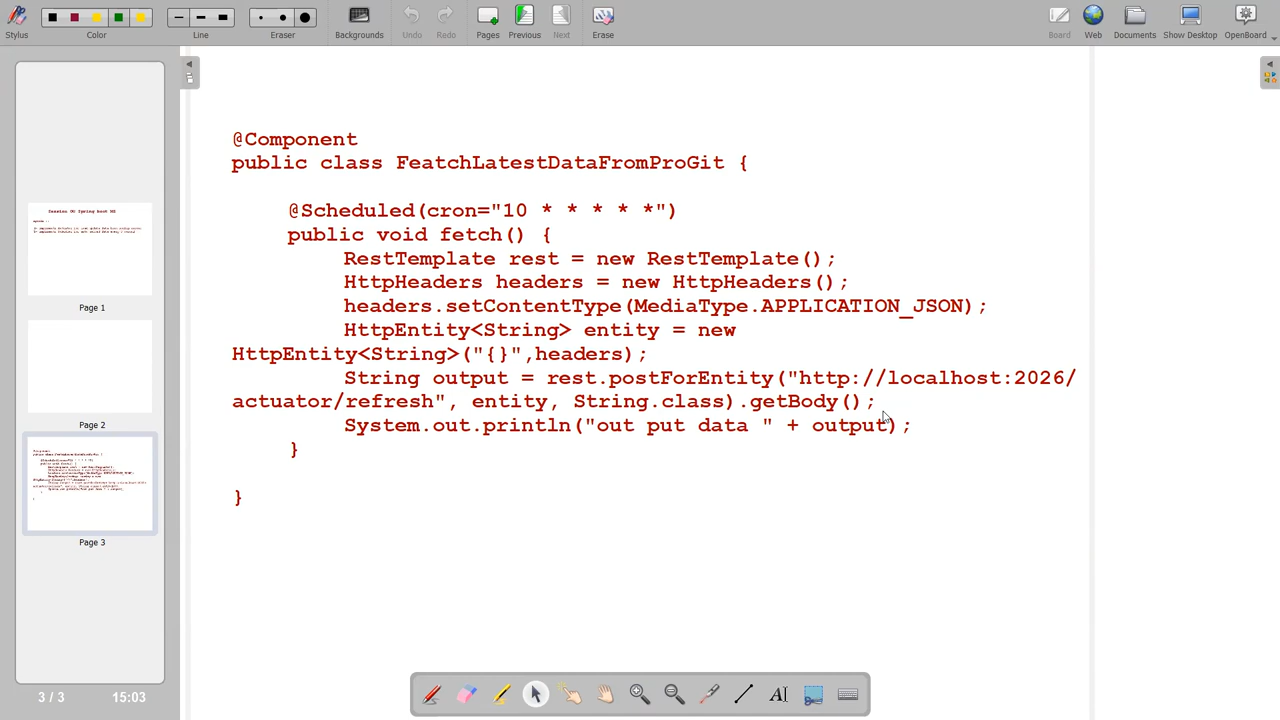 Stylus
Color
Line
Eraser
Backgrounds
Undo
Redo
Pages
Previous
Next
Erase
Board
Web
Documents
Show Desktop
OpenBoard
@Component
public class FeatchLatestDataFromProGit {
@Scheduled(cron="10 * * * * *")
public void fetch() {
RestTemplate rest = new RestTemplate();
HttpHeaders headers = new HttpHeaders();
headers.setContentType(MediaType.APPLICATION_JSON);
HttpEntity<String> entity = new
HttpEntity<String>("{}",headers);
String output = rest.postForEntity("http://localhost:2026/
actuator/refresh", entity, String.class).getBody();
System.out.println("out put data " + output);
}
}
Page 1
Page 2
Page 3
3 / 3
15:03